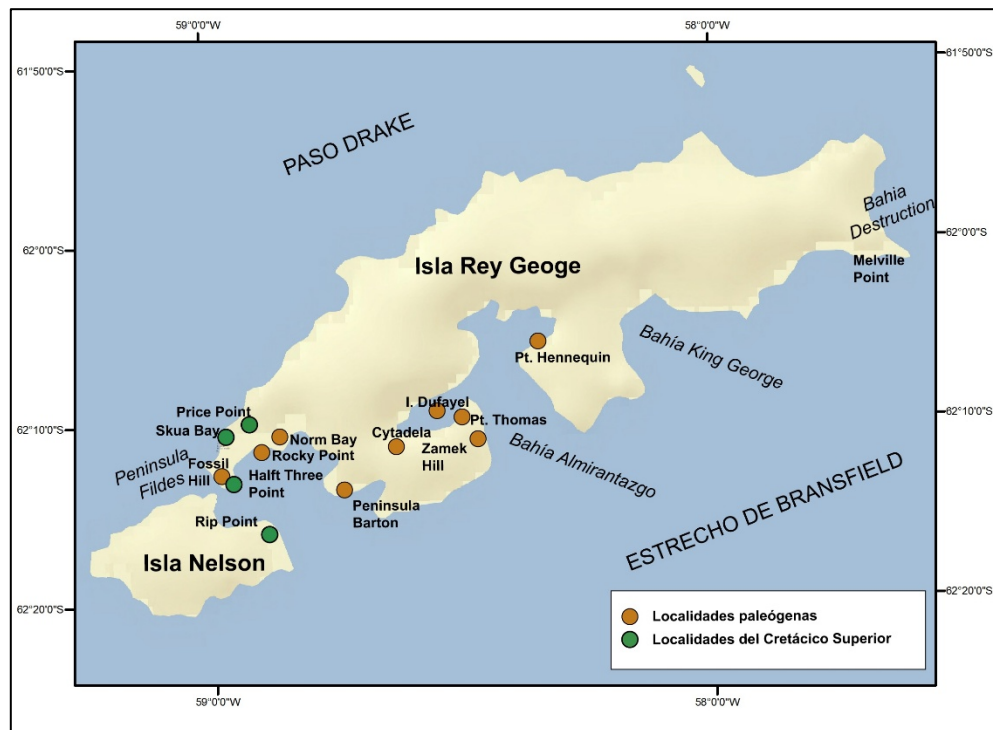 59°0'0"W
58°0'0"W
61°50'0"S
61°50'0"S
PASO DRAKE
Bahia
Destruction
62°0'0"S
62°0'0"S
Isla Rey Geoge
Melville
Point
Bahía King George
Pt. Hennequin
I. Dufayel
Price Point
Pt. Thomas
62°10'0"S
62°10'0"S
Skua Bay
Cytadela
Norm Bay
Zamek
Hill
Rocky Point
Bahía Almirantazgo
Peninsula
Fildes
Fossil
Hill
Halft Three
Point
Peninsula
Barton
ESTRECHO DE BRANSFIELD
Rip Point
Isla Nelson
62°20'0"S
62°20'0"S
Localidades paleógenas
Localidades del Cretácico Superior
59°0'0"W
58°0'0"W